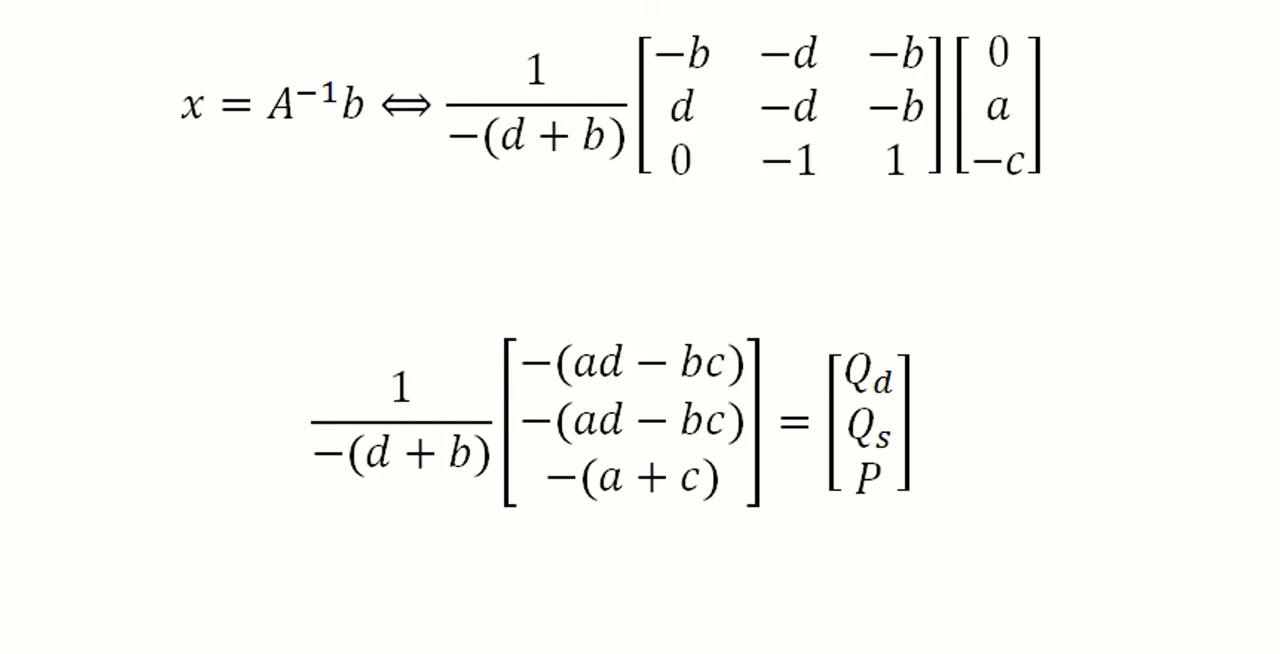 x = A⁻¹b ⟺ \frac{1}{-(d + b)} \begin{bmatrix} -b & -d & -b \\ d & -d & -b \\ 0 & -1 & 1 \end{bmatrix} \begin{bmatrix} 0 \\ a \\ -c \end{bmatrix}
\frac{1}{-(d + b)} \begin{bmatrix} -(ad - bc) \\ -(ad - bc) \\ -(a + c) \end{bmatrix} = \begin{bmatrix} Q_d \\ Q_s \\ P \end{bmatrix}